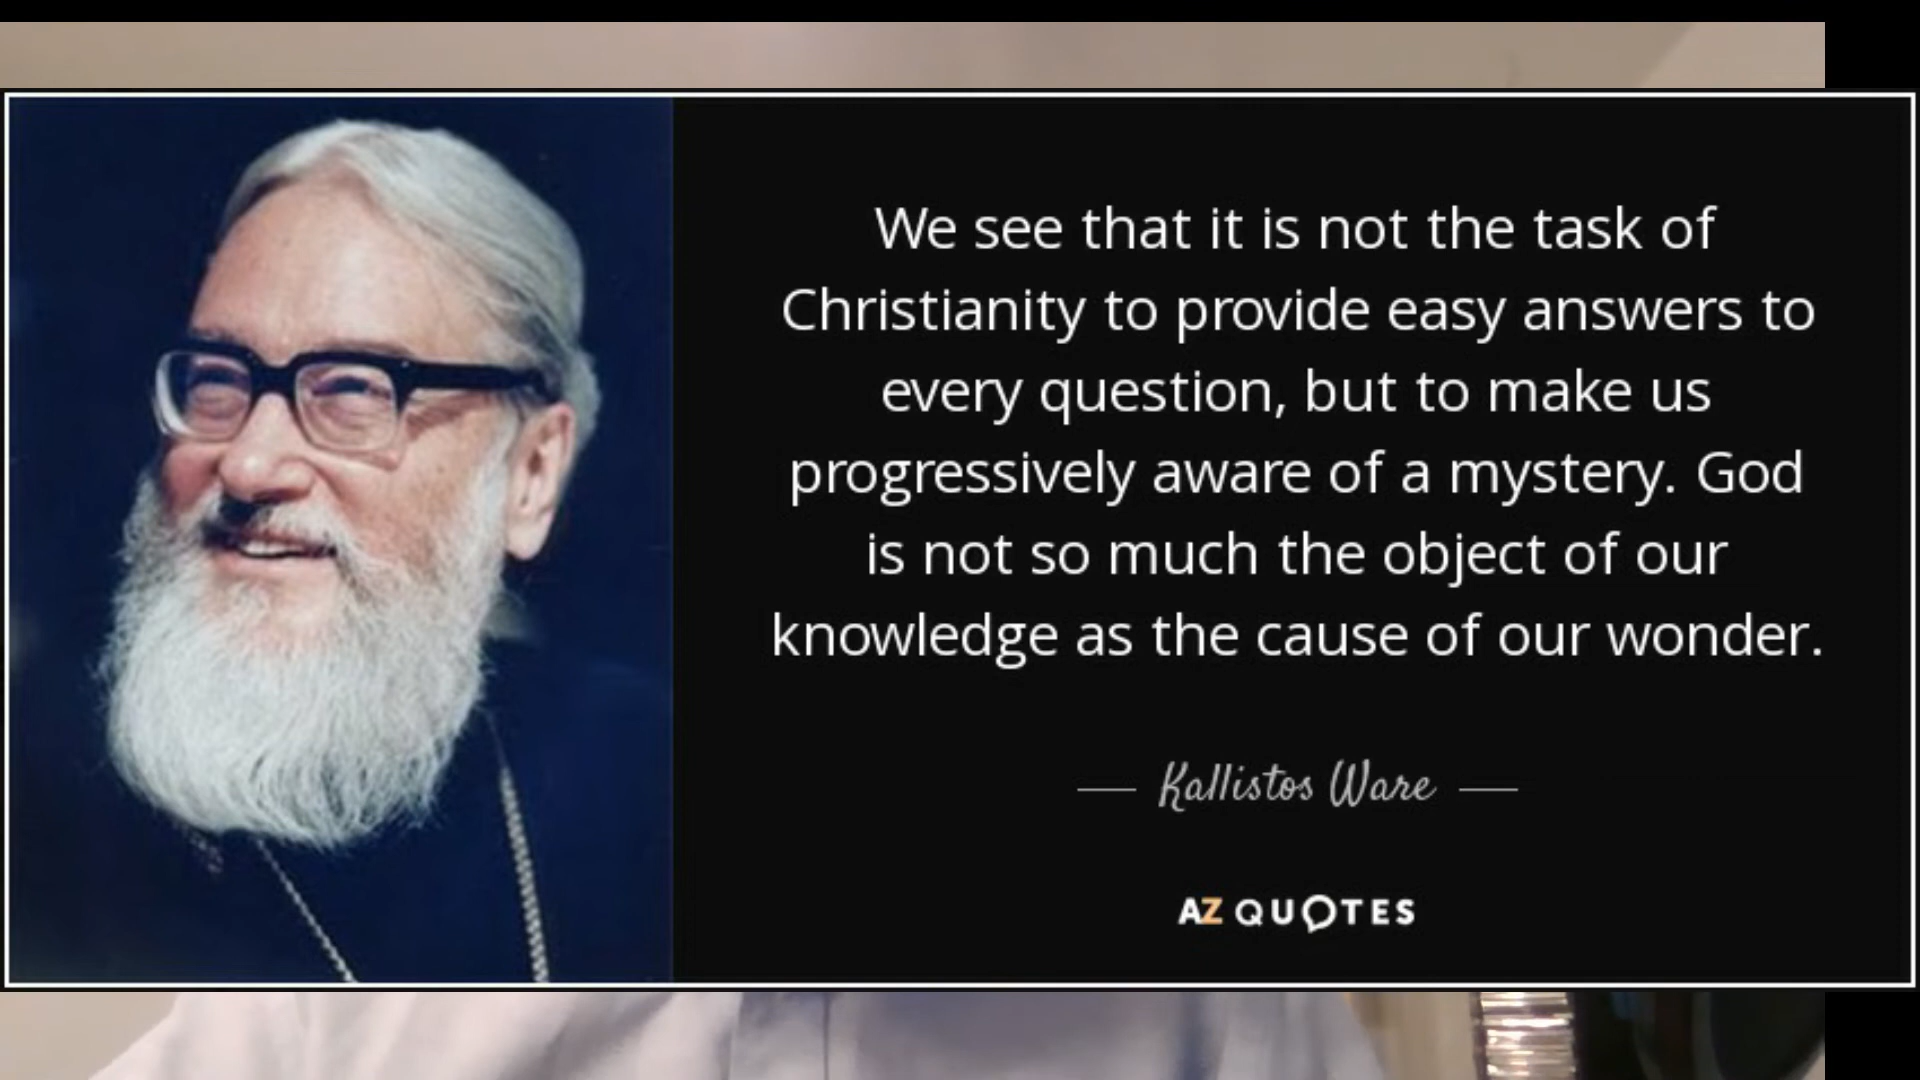 We see that it is not the task of
Christianity to provide easy answers to
every question, but to make us
progressively aware of a mystery. God
is not so much the object of our
knowledge as the cause of our wonder.
Kallistos Ware
AZ QUOTES